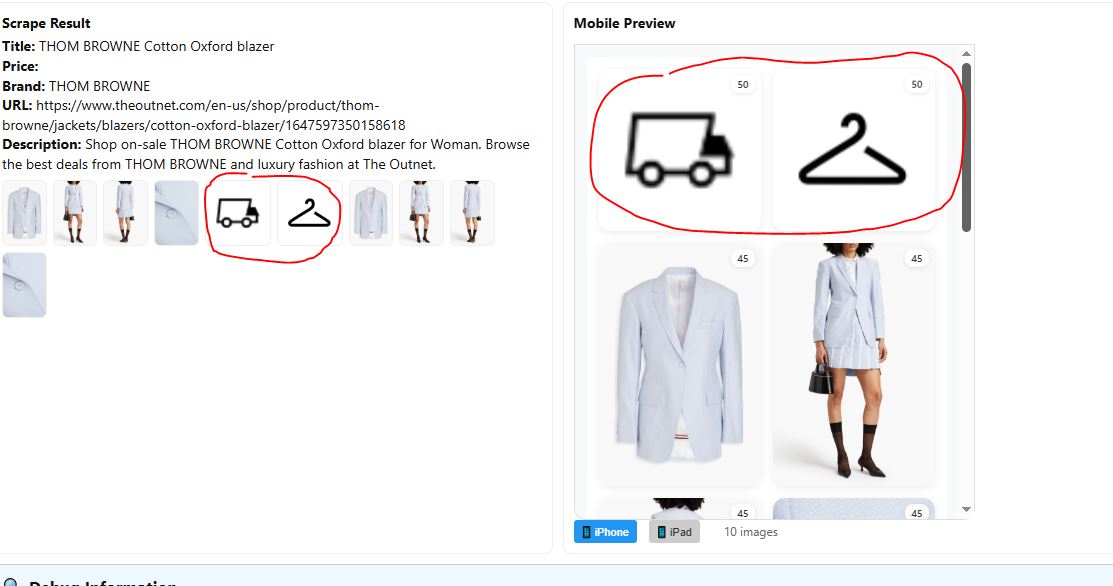 Scrape Result
Title: THOM BROWNE Cotton Oxford blazer
Price:
Brand: THOM BROWNE
URL: https://www.theoutnet.com/en-us/shop/product/thom-
browne/jackets/blazers/cotton-oxford-blazer/1647597350158618
Description: Shop on-sale THOM BROWNE Cotton Oxford blazer for Woman. Browse
the best deals from THOM BROWNE and luxury fashion at The Outnet.
Mobile Preview
50
50
45
45
45
45
iPhone
iPad
10 images
Debug Information